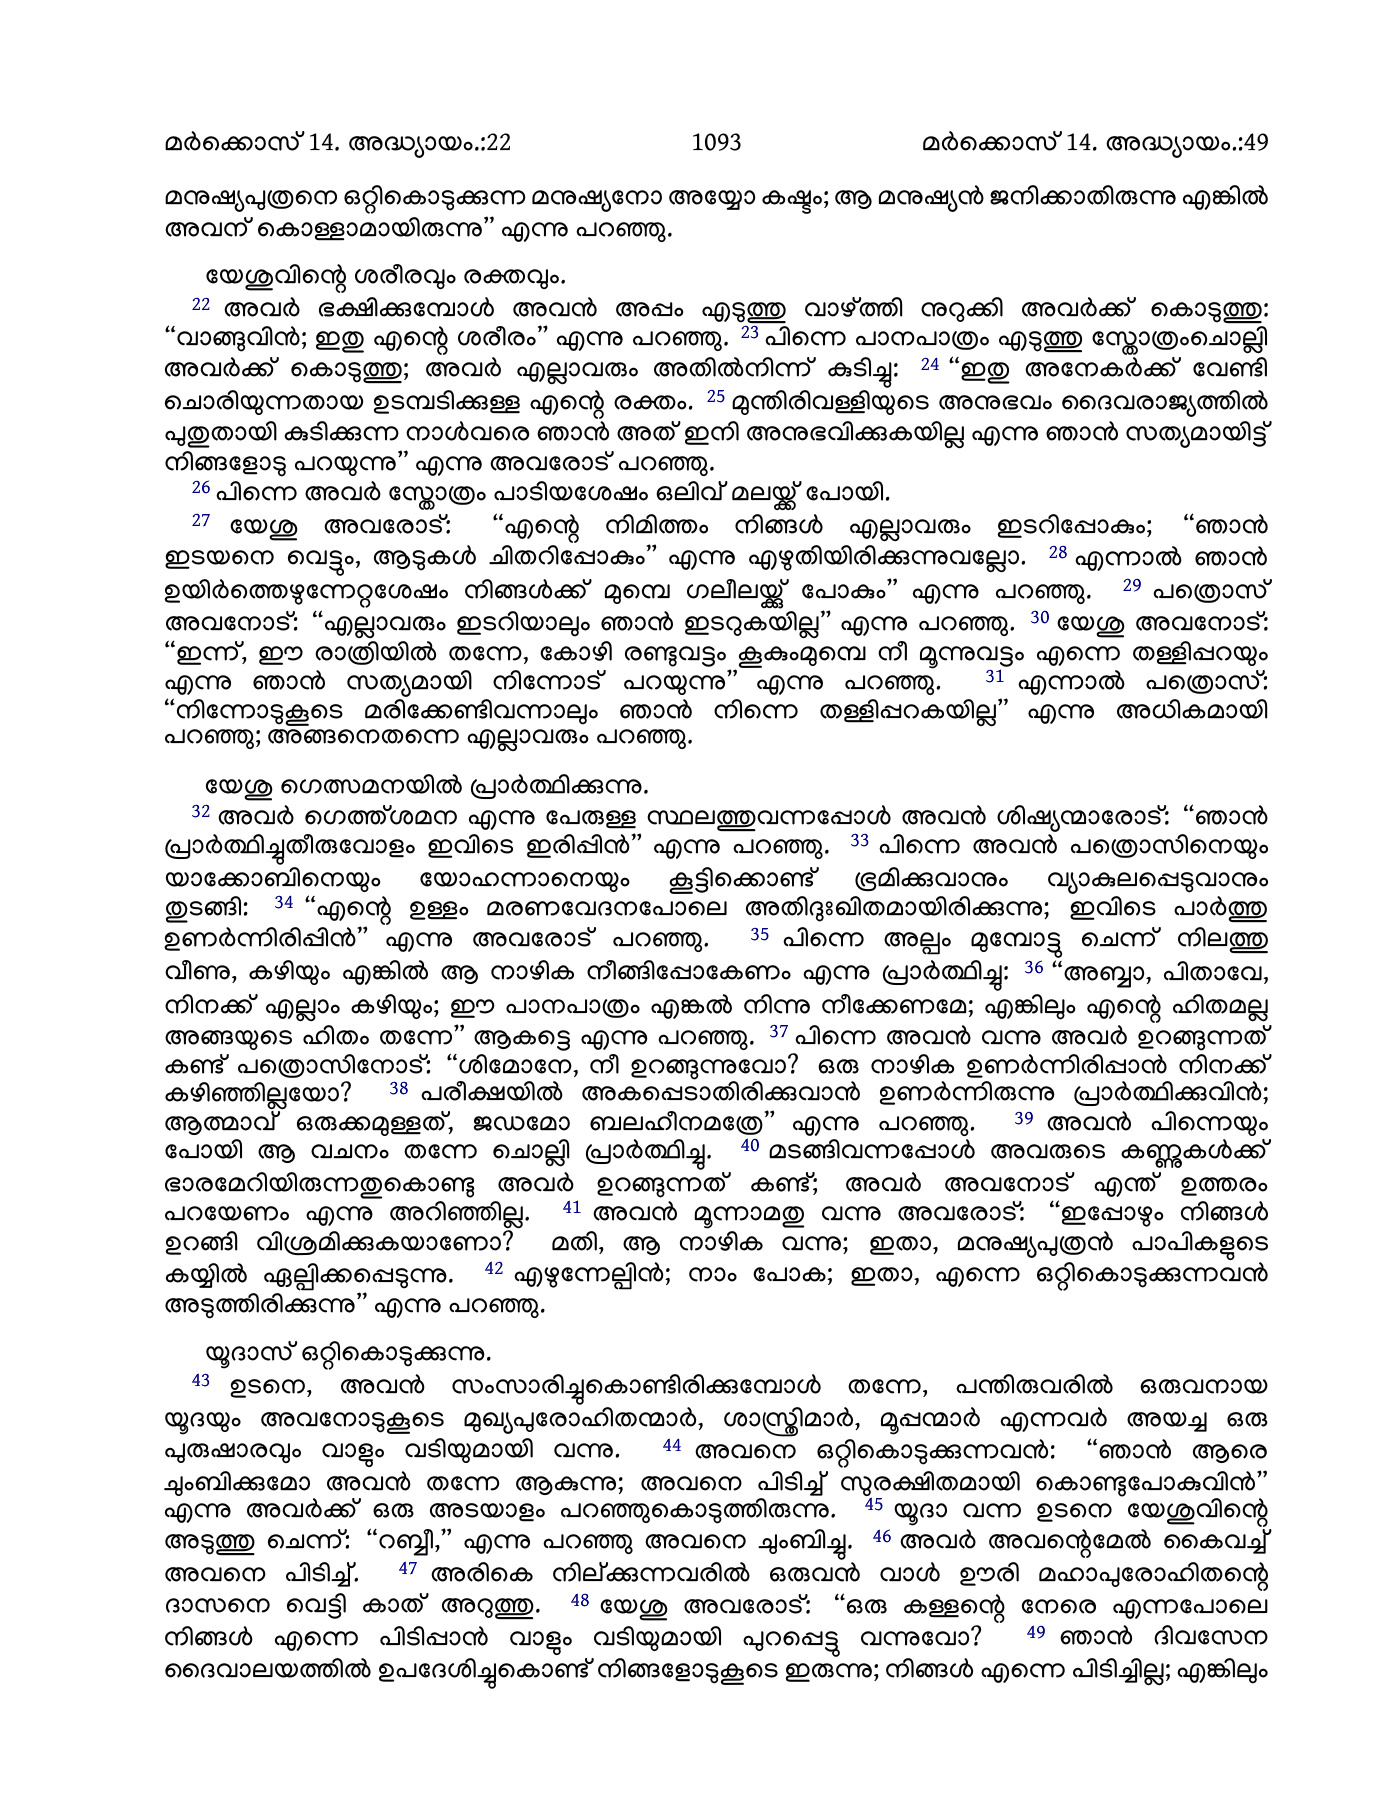 മർക്കൊസ് 14. അദ്ധ്യായം.:22 1093 മർക്കൊസ് 14. അദ്ധ്യായം.:49
മനുഷ്യപുത്രനെ ഒറ്റികൊടുക്കുന്ന മനുഷ്യനോ അയ്യോ കഷ്ടം; ആ മനുഷ്യൻ ജനിക്കാതിരുന്നു എങ്കിൽ
അവന് കൊള്ളാമായിരുന്നു” എന്നു പറഞ്ഞു.
യേശുവിന്റെ ശരീരവും രക്തവും.
22 അവർ ഭക്ഷിക്കുമ്പോൾ അവൻ അപ്പം എടുത്തു വാഴ്ത്തി നുറുക്കി അവർക്ക് കൊടുത്തു:
“വാങ്ങുവിൻ; ഇതു എന്റെ ശരീരം” എന്നു പറഞ്ഞു. 23 പിന്നെ പാനപാത്രം എടുത്തു സ്തോത്രംചൊല്ലി
അവർക്ക് കൊടുത്തു; അവർ എല്ലാവരും അതിൽനിന്ന് കുടിച്ചു: 24 “ഇതു അനേകർക്ക് വേണ്ടി
ചൊരിയുന്നതായ ഉടമ്പടിക്കുള്ള എന്റെ രക്തം. 25 മുന്തിരിവള്ളിയുടെ അനുഭവം ദൈവരാജ്യത്തിൽ
പുതുതായി കുടിക്കുന്ന നാൾവരെ ഞാൻ അത് ഇനി അനുഭവിക്കുകയില്ല എന്നു ഞാൻ സത്യമായിട്ട്
നിങ്ങളോടു പറയുന്നു” എന്നു അവരോട് പറഞ്ഞു.
26 പിന്നെ അവർ സ്തോത്രം പാടിയശേഷം ഒലിവ് മലയ്ക്ക് പോയി.
27 യേശു അവരോട്: “എന്റെ നിമിത്തം നിങ്ങൾ എല്ലാവരും ഇടറിപ്പോകും; “ഞാൻ
ഇടയനെ വെട്ടും, ആടുകൾ ചിതറിപ്പോകും” എന്നു എഴുതിയിരിക്കുന്നുവല്ലോ. 28 എന്നാൽ ഞാൻ
ഉയിർത്തെഴുന്നേറ്റശേഷം നിങ്ങൾക്ക് മുമ്പെ ഗലീലയ്ക്ക് പോകും” എന്നു പറഞ്ഞു. 29 പത്രൊസ്
അവനോട്: “എല്ലാവരും ഇടറിയാലും ഞാൻ ഇടറുകയില്ല” എന്നു പറഞ്ഞു. 30 യേശു അവനോട്:
“ഇന്ന്, ഈ രാത്രിയിൽ തന്നേ, കോഴി രണ്ടുവട്ടം കൂകുംമുമ്പെ നീ മൂന്നുവട്ടം എന്നെ തള്ളിപ്പറയും
എന്നു ഞാൻ സത്യമായി നിന്നോട് പറയുന്നു” എന്നു പറഞ്ഞു. 31 എന്നാൽ പത്രൊസ്:
“നിന്നോടുകൂടെ മരിക്കേണ്ടിവന്നാലും ഞാൻ നിന്നെ തള്ളിപ്പറകയില്ല” എന്നു അധികമായി
പറഞ്ഞു; അങ്ങനെതന്നെ എല്ലാവരും പറഞ്ഞു.
യേശു ഗെത്സമനയിൽ പ്രാർത്ഥിക്കുന്നു.
32 അവർ ഗെത്ത്ശമന എന്നു പേരുള്ള സ്ഥലത്തുവന്നപ്പോൾ അവൻ ശിഷ്യന്മാരോട്: “ഞാൻ
പ്രാർത്ഥിച്ചുതീരുവോളം ഇവിടെ ഇരിപ്പിൻ” എന്നു പറഞ്ഞു. 33 പിന്നെ അവൻ പത്രൊസിനെയും
യാക്കോബിനെയും യോഹന്നാനെയും കൂട്ടിക്കൊണ്ട് ഭ്രമിക്കുവാനും വ്യാകുലപ്പെടുവാനും
തുടങ്ങി: 34 “എന്റെ ഉള്ളം മരണവേദനപോലെ അതിദുഃഖിതമായിരിക്കുന്നു; ഇവിടെ പാർത്തു
ഉണർന്നിരിപ്പിൻ” എന്നു അവരോട് പറഞ്ഞു. 35 പിന്നെ അല്പം മുമ്പോട്ടു ചെന്ന് നിലത്തു
വീണു, കഴിയും എങ്കിൽ ആ നാഴിക നീങ്ങിപ്പോകേണം എന്നു പ്രാർത്ഥിച്ചു: 36 “അബ്ബാ, പിതാവേ,
നിനക്ക് എല്ലാം കഴിയും; ഈ പാനപാത്രം എങ്കൽ നിന്നു നീക്കേണമേ; എങ്കിലും എന്റെ ഹിതമല്ല
അങ്ങയുടെ ഹിതം തന്നേ” ആകട്ടെ എന്നു പറഞ്ഞു. 37 പിന്നെ അവൻ വന്നു അവർ ഉറങ്ങുന്നത്
കണ്ട് പത്രൊസിനോട്: “ശിമോനേ, നീ ഉറങ്ങുന്നുവോ? ഒരു നാഴിക ഉണർന്നിരിപ്പാൻ നിനക്ക്
കഴിഞ്ഞില്ലയോ? 38 പരീക്ഷയിൽ അകപ്പെടാതിരിക്കുവാൻ ഉണർന്നിരുന്നു പ്രാർത്ഥിക്കുവിൻ;
ആത്മാവ് ഒരുക്കമുള്ളത്, ജഡമോ ബലഹീനമത്രേ” എന്നു പറഞ്ഞു. 39 അവൻ പിന്നെയും
പോയി ആ വചനം തന്നേ ചൊല്ലി പ്രാർത്ഥിച്ചു. 40 മടങ്ങിവന്നപ്പോൾ അവരുടെ കണ്ണുകൾക്ക്
ഭാരമേറിയിരുന്നതുകൊണ്ടു അവർ ഉറങ്ങുന്നത് കണ്ട്; അവർ അവനോട് എന്ത് ഉത്തരം
പറയേണം എന്നു അറിഞ്ഞില്ല. 41 അവൻ മൂന്നാമതു വന്നു അവരോട്: “ഇപ്പോഴും നിങ്ങൾ
ഉറങ്ങി വിശ്രമിക്കുകയാണോ? മതി, ആ നാഴിക വന്നു; ഇതാ, മനുഷ്യപുത്രൻ പാപികളുടെ
കയ്യിൽ ഏല്പിക്കപ്പെടുന്നു. 42 എഴുന്നേല്പിൻ; നാം പോക; ഇതാ, എന്നെ ഒറ്റികൊടുക്കുന്നവൻ
അടുത്തിരിക്കുന്നു” എന്നു പറഞ്ഞു.
യൂദാസ് ഒറ്റികൊടുക്കുന്നു.
43 ഉടനെ, അവൻ സംസാരിച്ചുകൊണ്ടിരിക്കുമ്പോൾ തന്നേ, പന്തിരുവരിൽ ഒരുവനായ
യൂദയും അവനോടുകൂടെ മുഖ്യപുരോഹിതന്മാർ, ശാസ്ത്രിമാർ, മൂപ്പന്മാർ എന്നവർ അയച്ച ഒരു
പുരുഷാരവും വാളും വടിയുമായി വന്നു. 44 അവനെ ഒറ്റികൊടുക്കുന്നവൻ: “ഞാൻ ആരെ
ചുംബിക്കുമോ അവൻ തന്നേ ആകുന്നു; അവനെ പിടിച്ച് സുരക്ഷിതമായി കൊണ്ടുപോകുവിൻ”
എന്നു അവർക്ക് ഒരു അടയാളം പറഞ്ഞുകൊടുത്തിരുന്നു. 45 യൂദാ വന്ന ഉടനെ യേശുവിന്റെ
അടുത്തു ചെന്ന്: “റബ്ബീ,” എന്നു പറഞ്ഞു അവനെ ചുംബിച്ചു. 46 അവർ അവന്റെമേൽ കൈവച്ച്
അവനെ പിടിച്ച്. 47 അരികെ നില്ക്കുന്നവരിൽ ഒരുവൻ വാൾ ഊരി മഹാപുരോഹിതന്റെ
ദാസനെ വെട്ടി കാത് അറുത്തു. 48 യേശു അവരോട്: “ഒരു കള്ളന്റെ നേരെ എന്നപോലെ
നിങ്ങൾ എന്നെ പിടിപ്പാൻ വാളും വടിയുമായി പുറപ്പെട്ടു വന്നുവോ? 49 ഞാൻ ദിവസേന
ദൈവാലയത്തിൽ ഉപദേശിച്ചുകൊണ്ട് നിങ്ങളോടുകൂടെ ഇരുന്നു; നിങ്ങൾ എന്നെ പിടിച്ചില്ല; എങ്കിലും